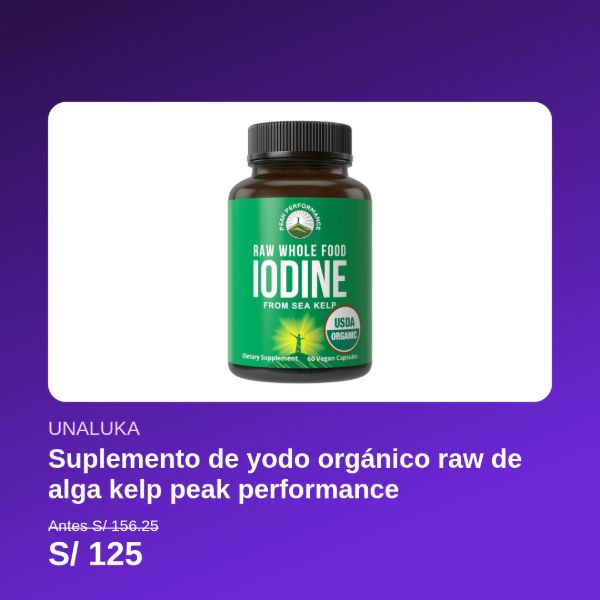 PEAK PERFORMANCE
RAW WHOLE FOOD
IODINE
FROM SEA KELP
USDA
ORGANIC
Dietary Supplement 60 Vegan Capsules
UNALUKA
Suplemento de yodo orgánico raw de
alga kelp peak performance
Antes S/ 156.25
S/ 125